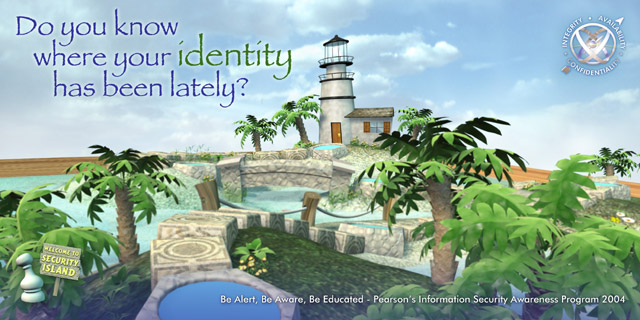 Do you know
where your identity
has been lately?
INTEGRITY • AVAILABILITY
CONFIDENTIALITY
WELCOME TO
SECURITY
ISLAND
Be Alert, Be Aware, Be Educated - Pearson's Information Security Awareness Program 2004